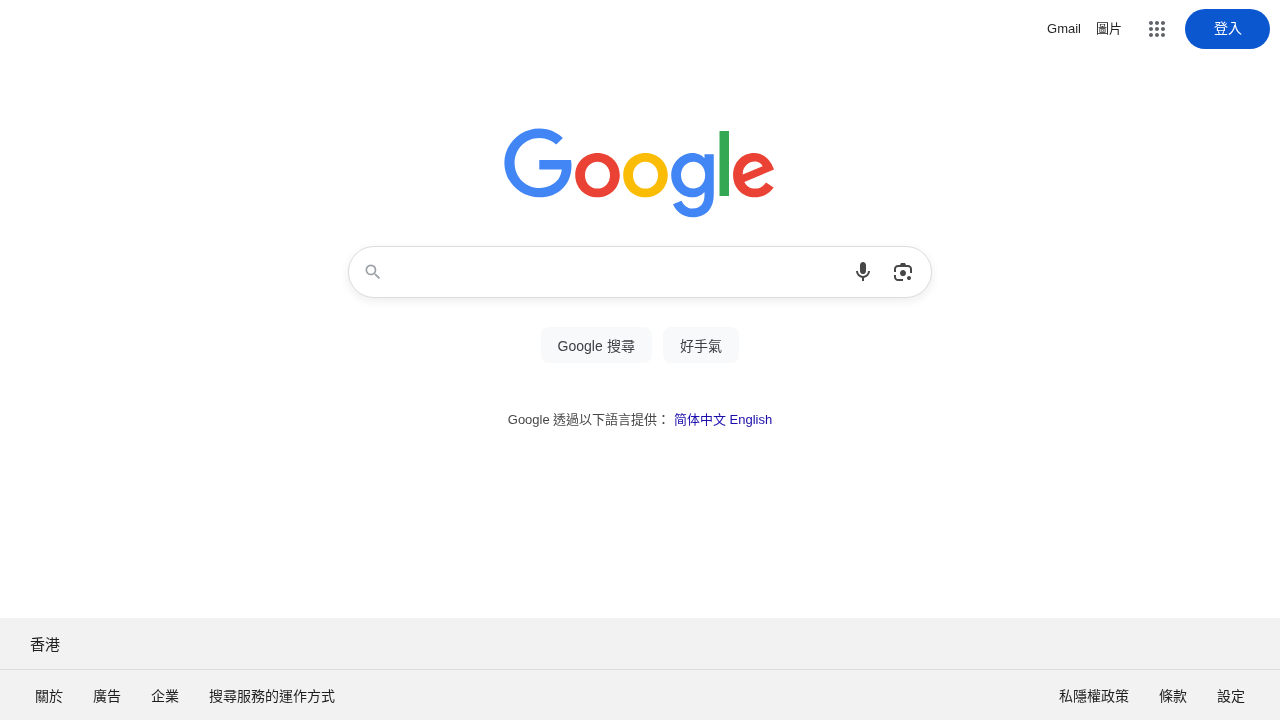 Gmail 圖片 登入
Google
Google 搜尋 好手氣
Google 透過以下語言提供： 简体中文 English
香港
關於 廣告 企業 搜尋服務的運作方式 私隱權政策 條款 設定